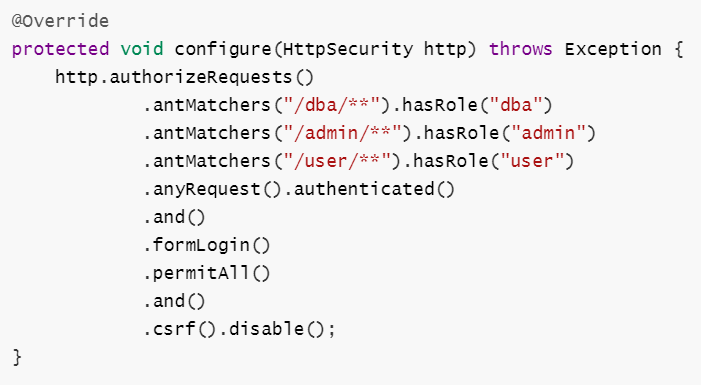 @Override
protected void configure(HttpSecurity http) throws Exception {
    http.authorizeRequests()
            .antMatchers("/dba/**").hasRole("dba")
            .antMatchers("/admin/**").hasRole("admin")
            .antMatchers("/user/**").hasRole("user")
            .anyRequest().authenticated()
            .and()
            .formLogin()
            .permitAll()
            .and()
            .csrf().disable();
}